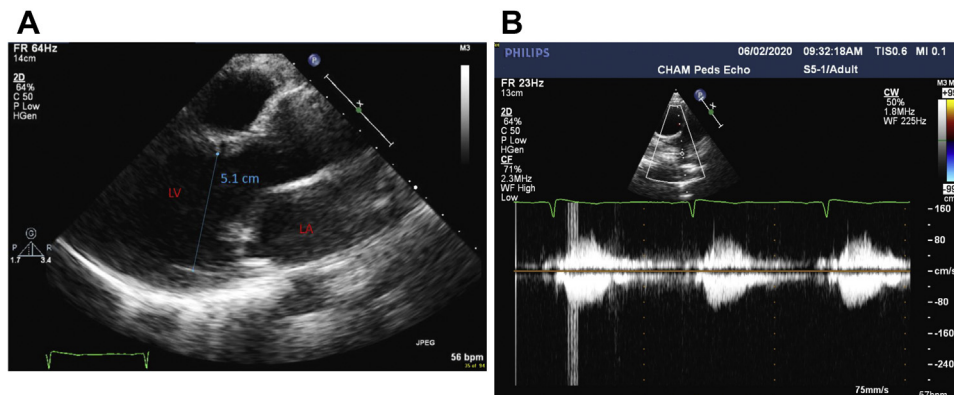 A
FR 64Hz
14cm
2D
64%
C 50
P Low
HGen
P
M3
5.1 cm
LV
LA
G
P R
1.7 3.4
JPEG
56 bpm
B
PHILIPS
06/02/2020 09:32:18AM TIS0.6 MI 0.1
CHAM Peds Echo S5-1/Adult
FR 23Hz
13cm
2D
64%
C 50
P Low
HGen
CF
71%
2.3MHz
WF High
Low
P
M3
CW
50%
1.8MHz
WF 225Hz
-160
-80
cm/s
-80
-160
-240
75mm/s